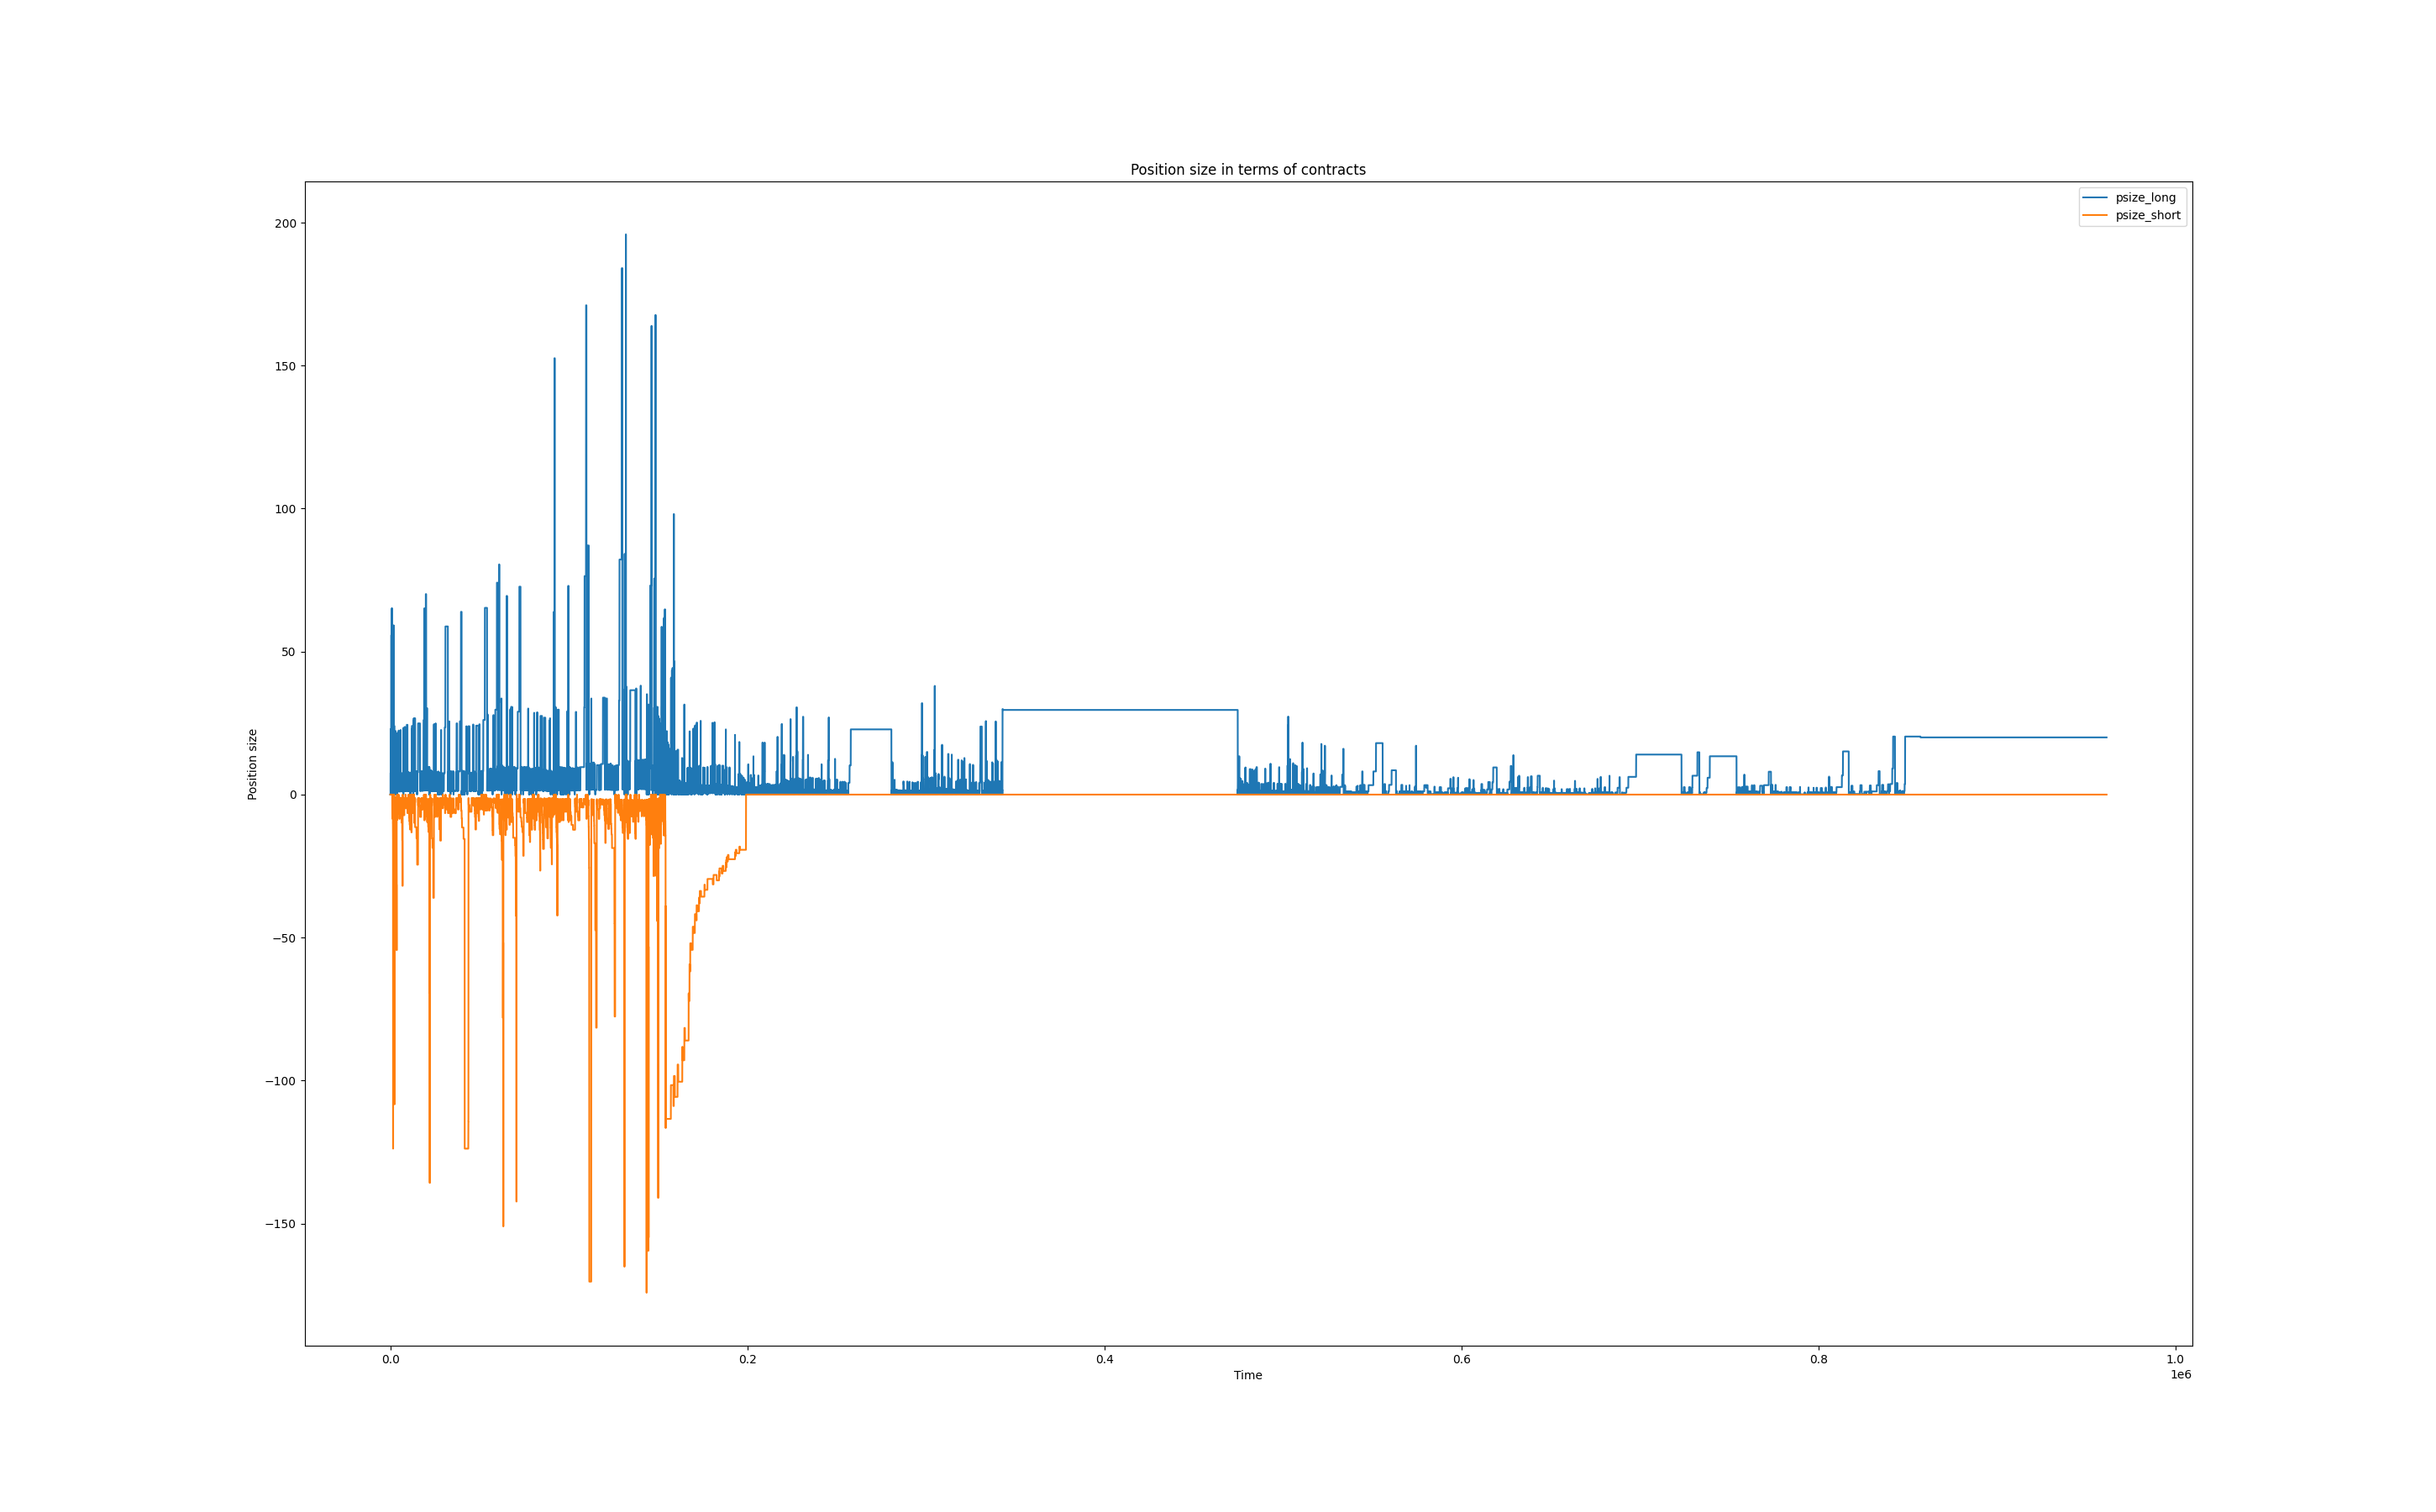 Position size in terms of contracts
psize_long
psize_short
Position size
200
150
100
50
0
−50
−100
−150
0.0
0.2
0.4
0.6
0.8
1.0
Time
1e6